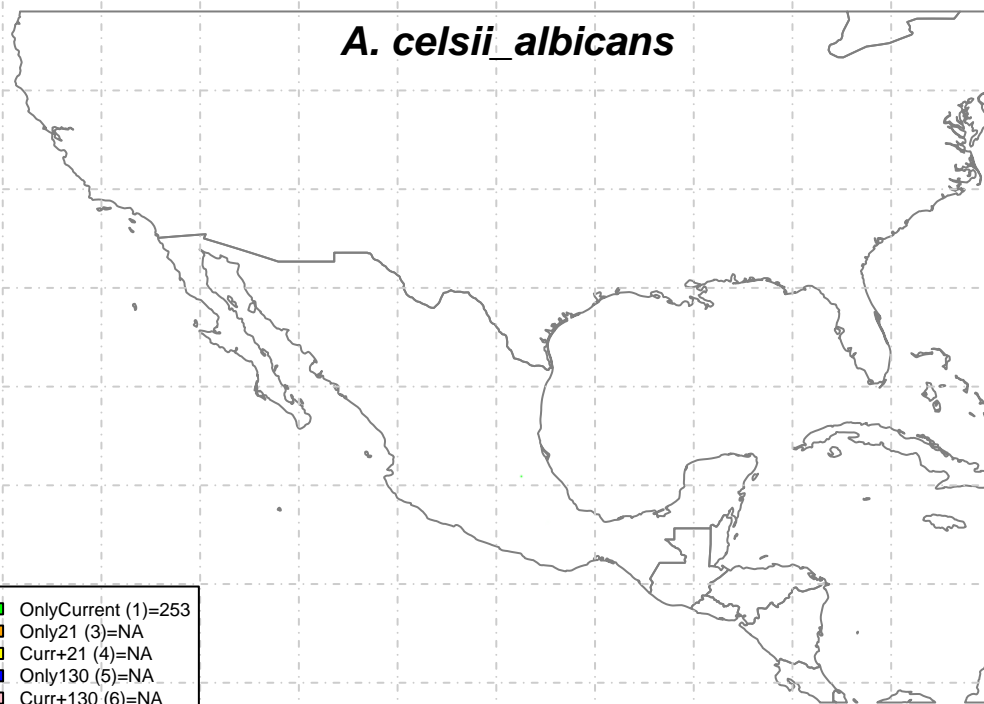 A. celsii_albicans
OnlyCurrent (1)=253
Only21 (3)=NA
Curr+21 (4)=NA
Only130 (5)=NA
Curr+130 (6)=NA